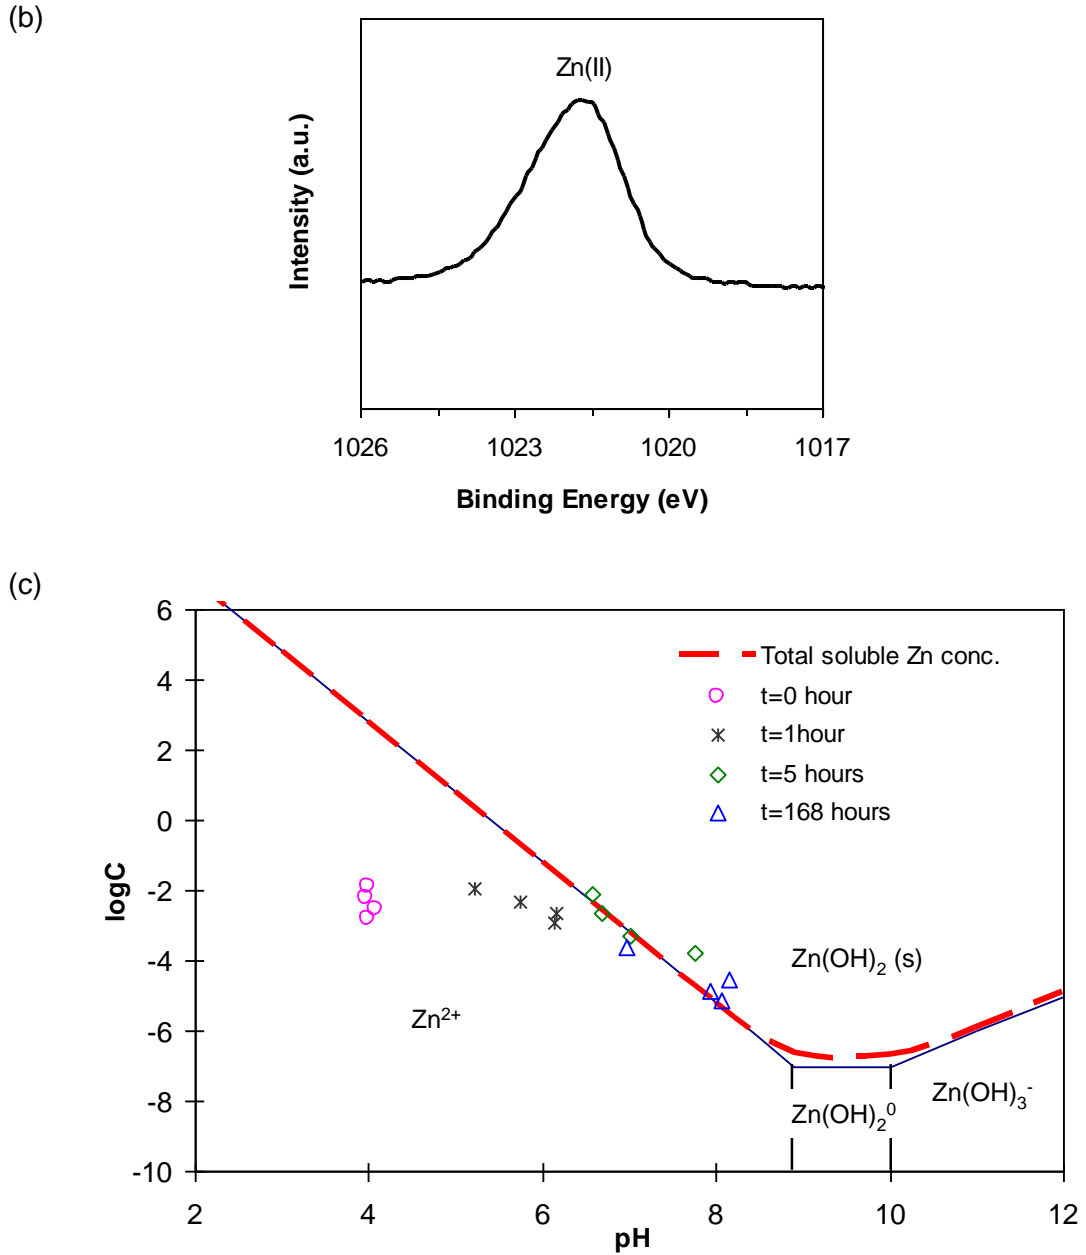 (b)
Zn(II)
Intensity (a.u.)
1026 1023 1020 1017
Binding Energy (eV)
(c)
6
4
2
0
-2
-4
-6
-8
-10
logC
Total soluble Zn conc.
t=0 hour
t=1hour
t=5 hours
t=168 hours
Zn(OH)2 (s)
Zn2+
Zn(OH)3-
Zn(OH)20
2 4 6 8 10 12
pH